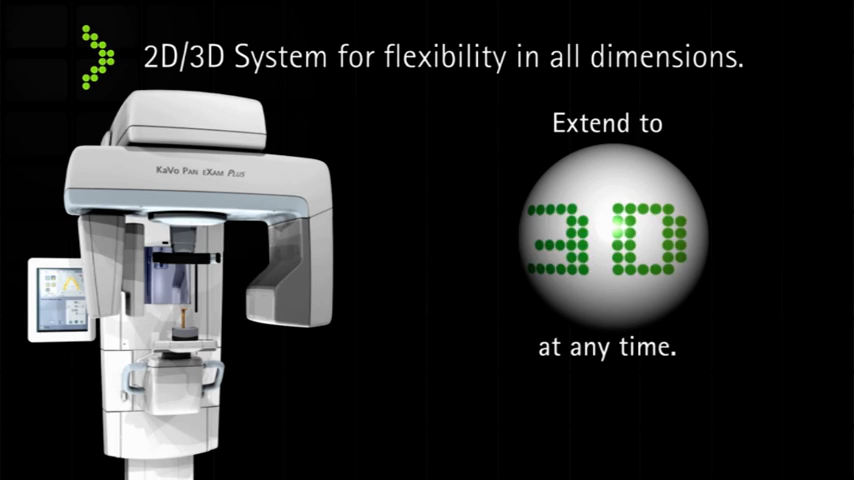 2D/3D System for flexibility in all dimensions.
KaVo PAN eXAM PLUS
Extend to
3D
at any time.